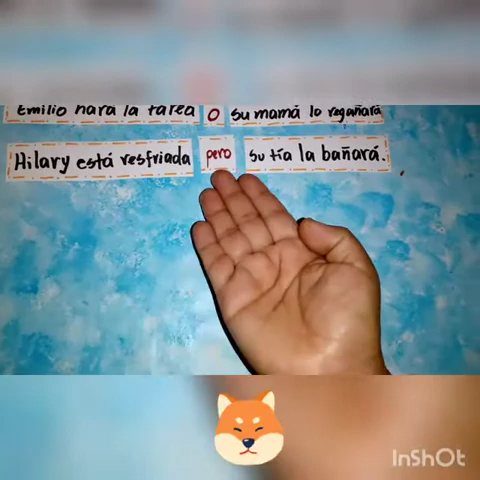 Emilio hará la tarea o su mamá lo regañará
Hilary está resfriada pero su tía la bañará.
InShOt